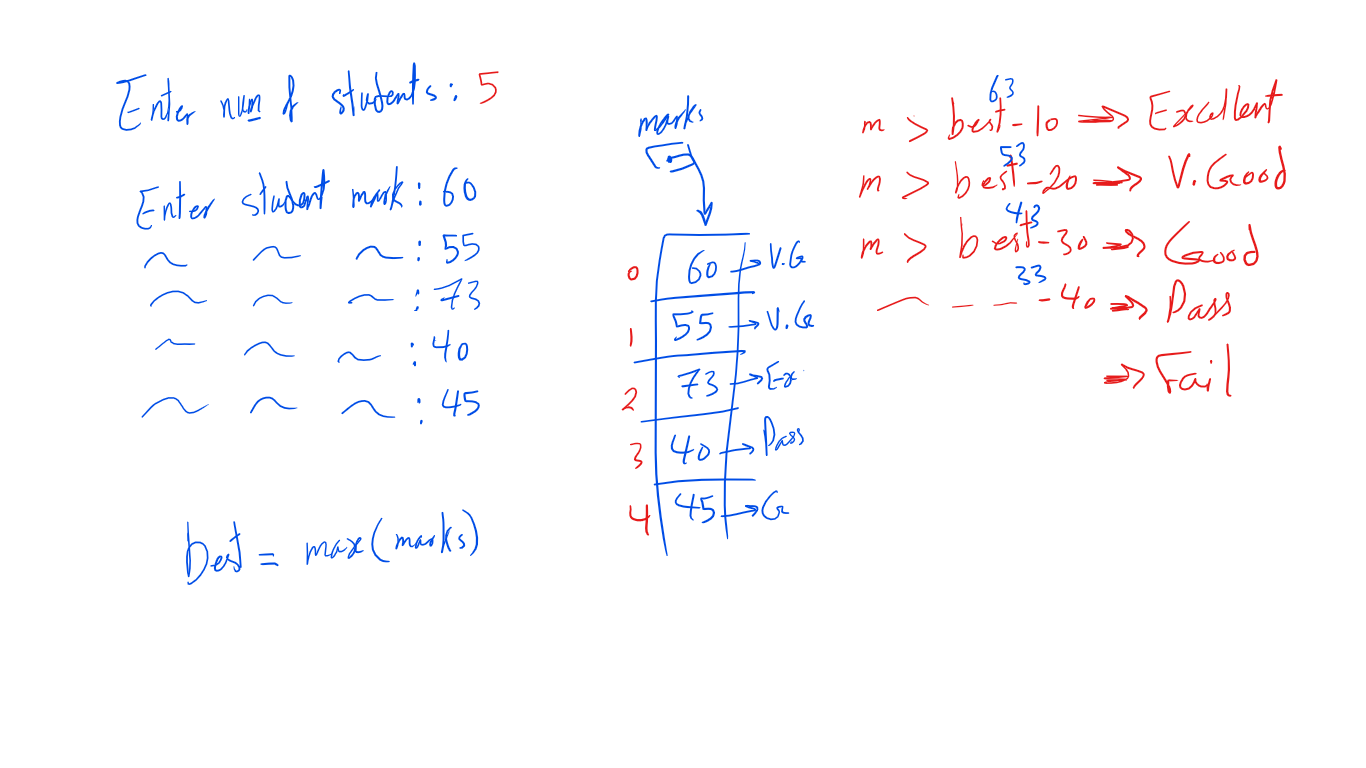 Enter num of students: 5
Enter student mark: 60
~ ~ ~: 55
~ ~ ~: 73
~ ~ ~: 40
~ ~ ~: 45
best = max(marks)
marks
0 60 → V.G
1 55 → V.G
2 73 → Ex
3 40 → Pass
4 45 → G
63
m > best - 10 ⇒ Excellent
53
m > best - 20 ⇒ V. Good
43
m > best - 30 ⇒ Good
33
~ - - - 40 ⇒ Pass
⇒ Fail